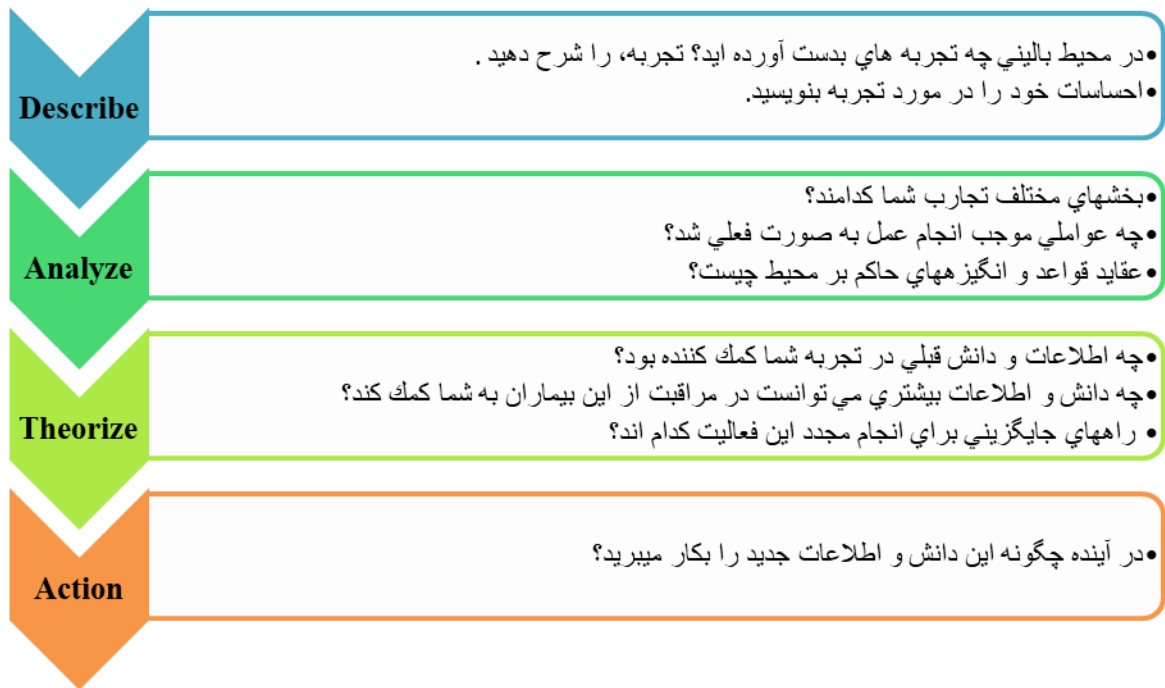 Describe
•در محيط باليني چه تجربه هاي بدست آورده ايد؟ تجربه، را شرح دهيد .
•احساسات خود را در مورد تجربه بنويسيد.
Analyze
•بخشهاي مختلف تجارب شما كدامند؟
•چه عواملي موجب انجام عمل به صورت فعلي شد؟
•عقايد قواعد و انگيزههاي حاكم بر محيط چيست؟
Theorize
•چه اطلاعات و دانش قبلي در تجربه شما كمك كننده بود؟
•چه دانش و اطلاعات بيشتري مي توانست در مراقبت از اين بيماران به شما كمك كند؟
• راههاي جايگزيني براي انجام مجدد اين فعاليت كدام اند؟
Action
•در آينده چگونه اين دانش و اطلاعات جديد را بكار ميبريد؟